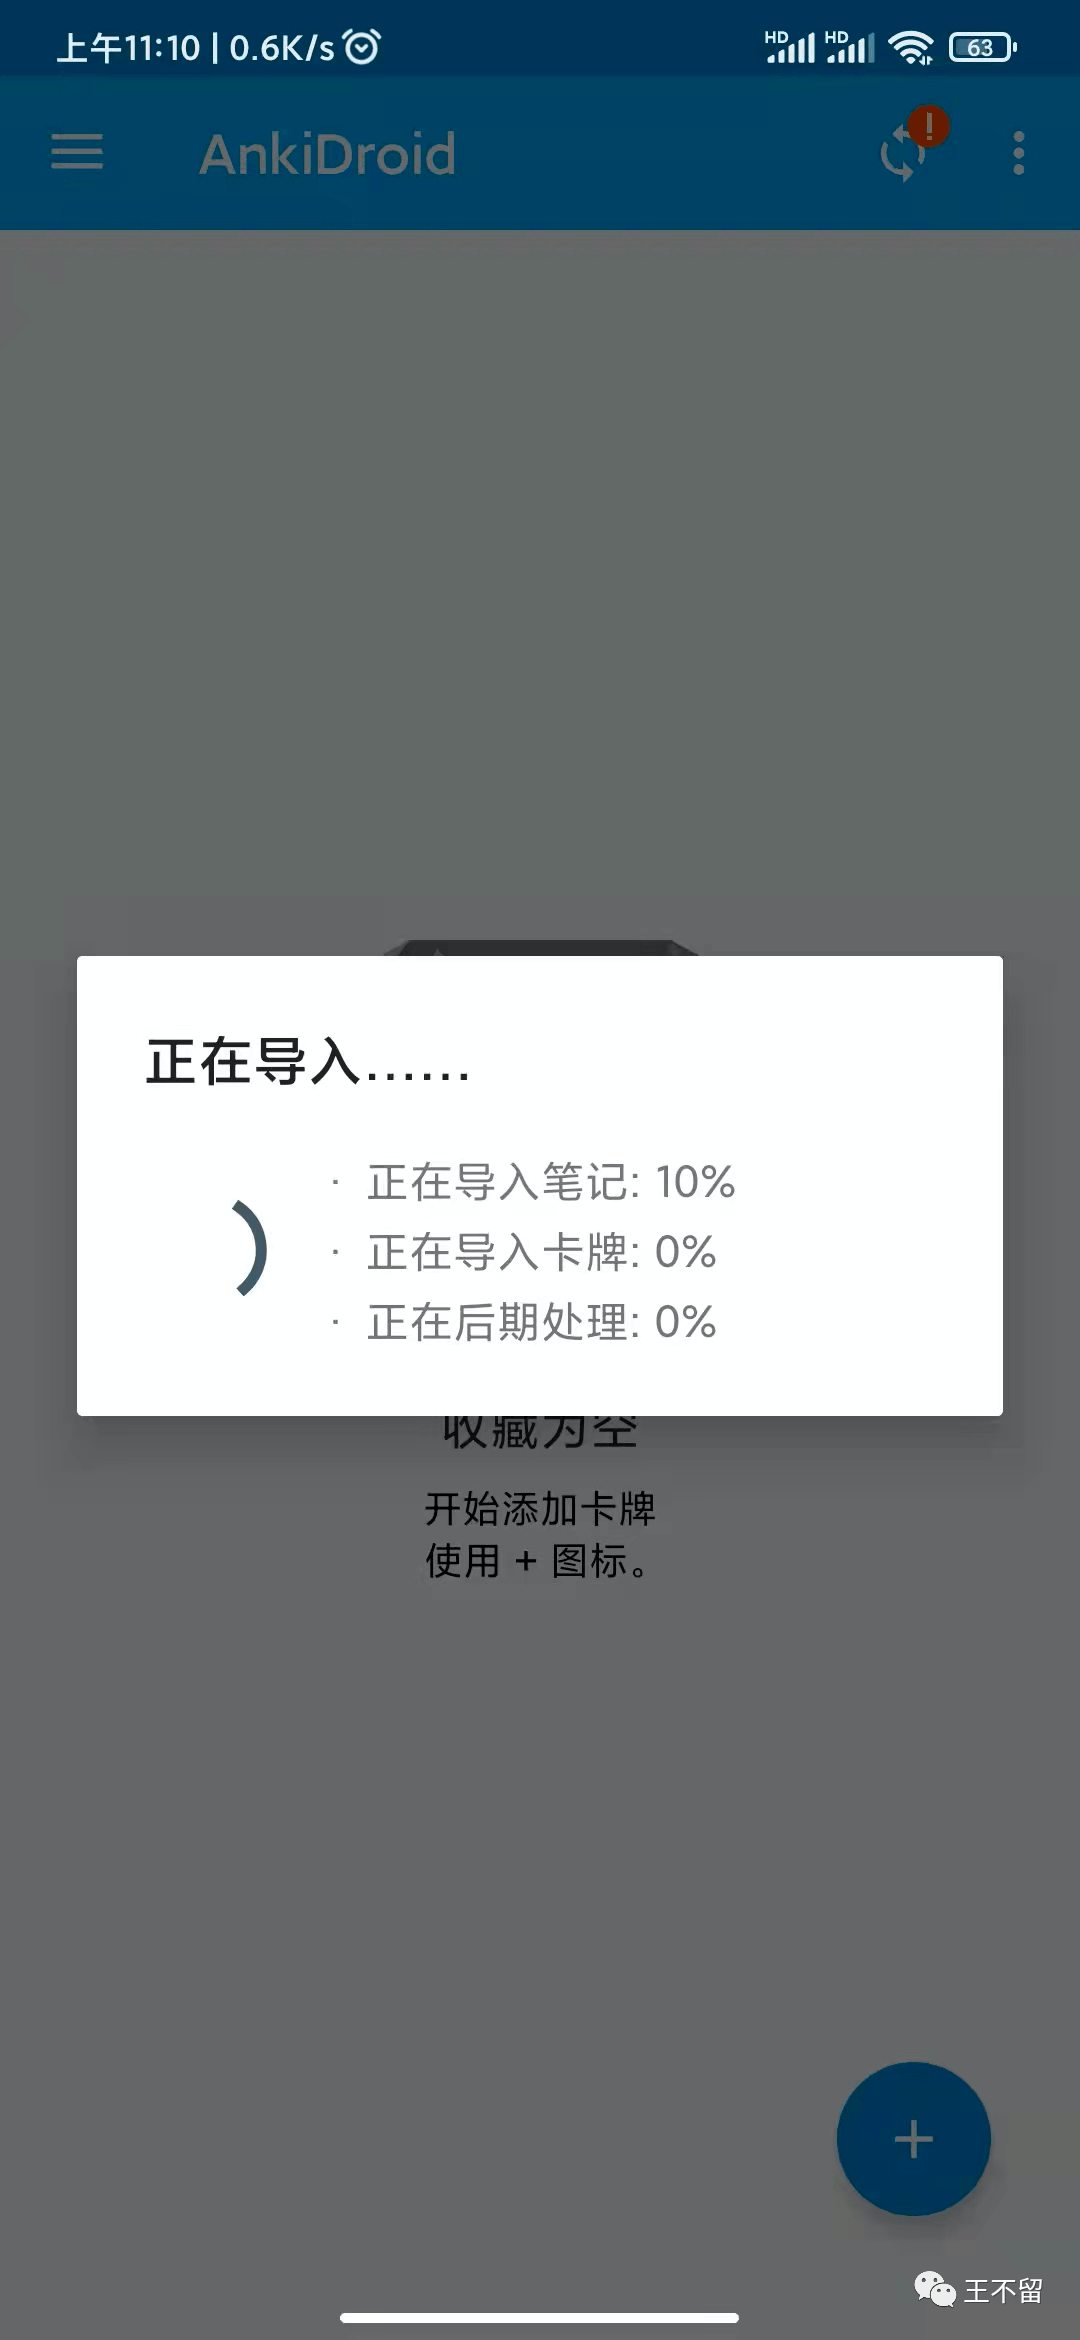 上午11:10 | 0.6K/s
HD HD 63
AnkiDroid
!
正在导入......
· 正在导入笔记: 10%
· 正在导入卡牌: 0%
· 正在后期处理: 0%
收藏为空
开始添加卡牌
使用 + 图标。
王不留